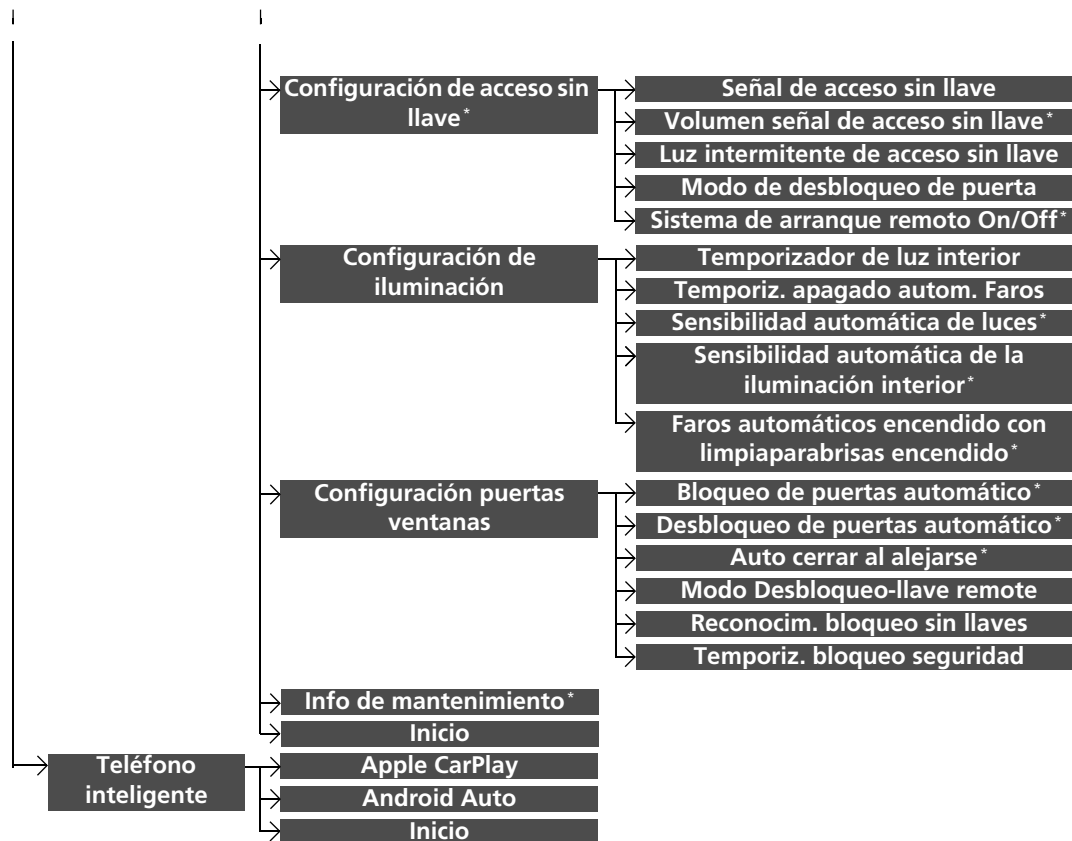 Configuración de acceso sin
llave*
Señal de acceso sin llave
Volumen señal de acceso sin llave*
Luz intermitente de acceso sin llave
Modo de desbloqueo de puerta
Sistema de arranque remoto On/Off*
Configuración de
iluminación
Temporizador de luz interior
Temporiz. apagado autom. Faros
Sensibilidad automática de luces*
Sensibilidad automática de la
iluminación interior*
Faros automáticos encendido con
limpiaparabrisas encendido*
Configuración puertas
ventanas
Bloqueo de puertas automático*
Desbloqueo de puertas automático*
Auto cerrar al alejarse*
Modo Desbloqueo-llave remote
Reconocim. bloqueo sin llaves
Temporiz. bloqueo seguridad
Info de mantenimiento*
Inicio
Teléfono
inteligente
Apple CarPlay
Android Auto
Inicio